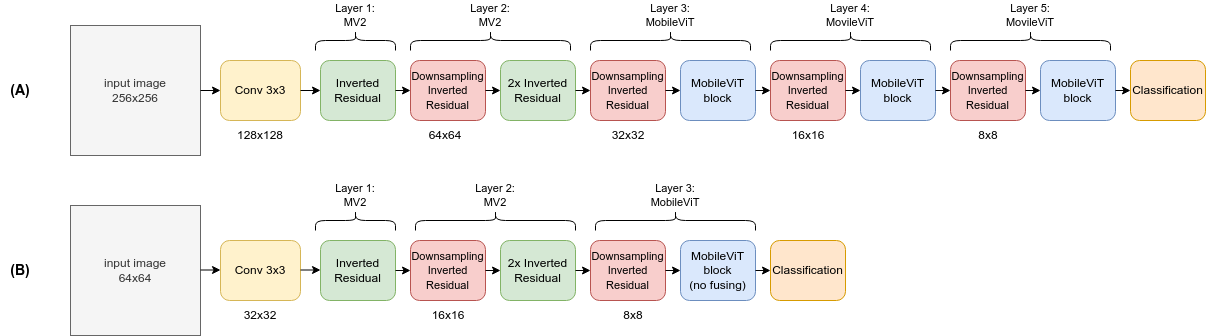 Layer 1:
MV2
Layer 2:
MV2
Layer 3:
MobileViT
Layer 4:
MovileViT
Layer 5:
MovileViT
(A)
input image
256x256
Conv 3x3
Inverted
Residual
Downsampling
Inverted
Residual
2x Inverted
Residual
Downsampling
Inverted
Residual
MobileViT
block
Downsampling
Inverted
Residual
MobileViT
block
Downsampling
Inverted
Residual
MobileViT
block
Classification
128x128
64x64
32x32
16x16
8x8
Layer 1:
MV2
Layer 2:
MV2
Layer 3:
MobileViT
(B)
input image
64x64
Conv 3x3
Inverted
Residual
Downsampling
Inverted
Residual
2x Inverted
Residual
Downsampling
Inverted
Residual
MobileViT
block
(no fusing)
Classification
32x32
16x16
8x8